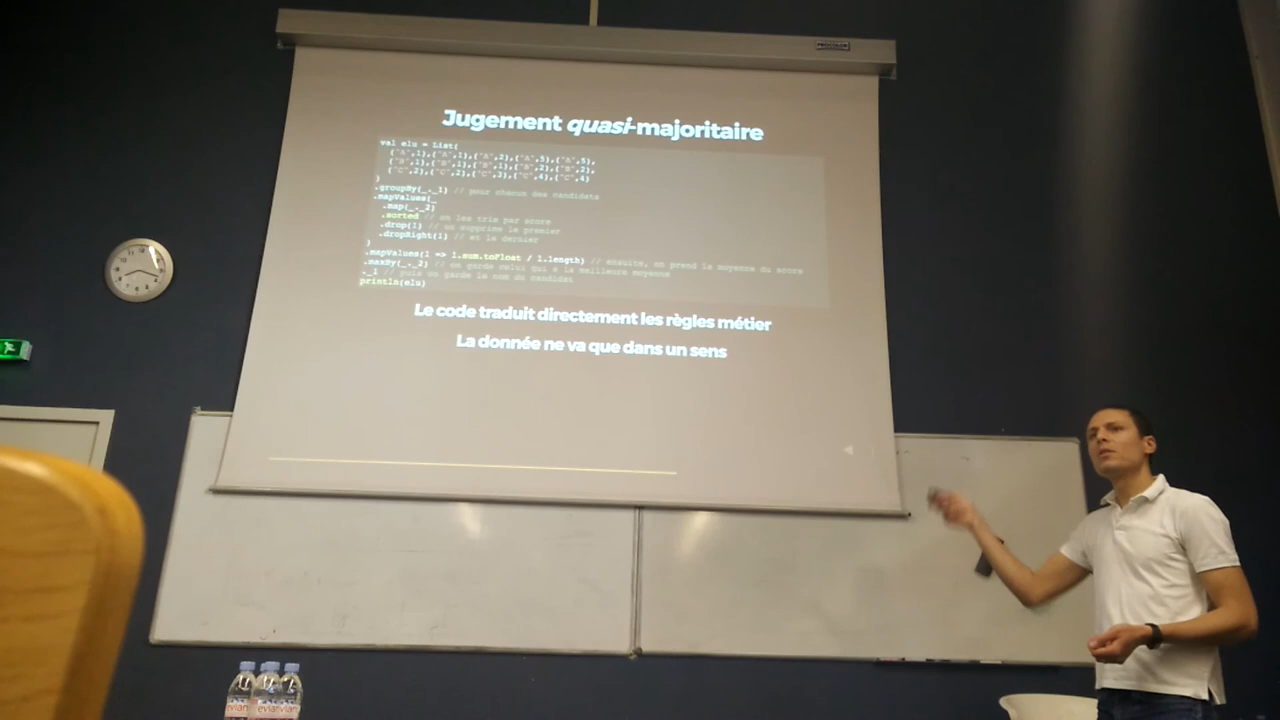 PROCOLOR
Jugement quasi-majoritaire
val elu = List(
("A",1),("A",1),("A",2),("A",5),("A",5),
("B",1),("B",1),("B",1),("B",2),("B",2),
("C",2),("C",2),("C",3),("C",4),("C",4)
)
.groupBy(_._1) // pour chacun des candidats
.mapValues(_
.map(_._2)
.sorted // on les trie par score
.drop(1) // on supprime le premier
.dropRight(1) // et le dernier
)
.mapValues(l => l.sum.toFloat / l.length) // ensuite, on prend la moyenne du score
.maxBy(_._2) // on garde celui qui a la meilleure moyenne
._1 // puis on garde le nom du candidat
println(elu)
Le code traduit directement les règles métier
La donnée ne va que dans un sens
evian evian